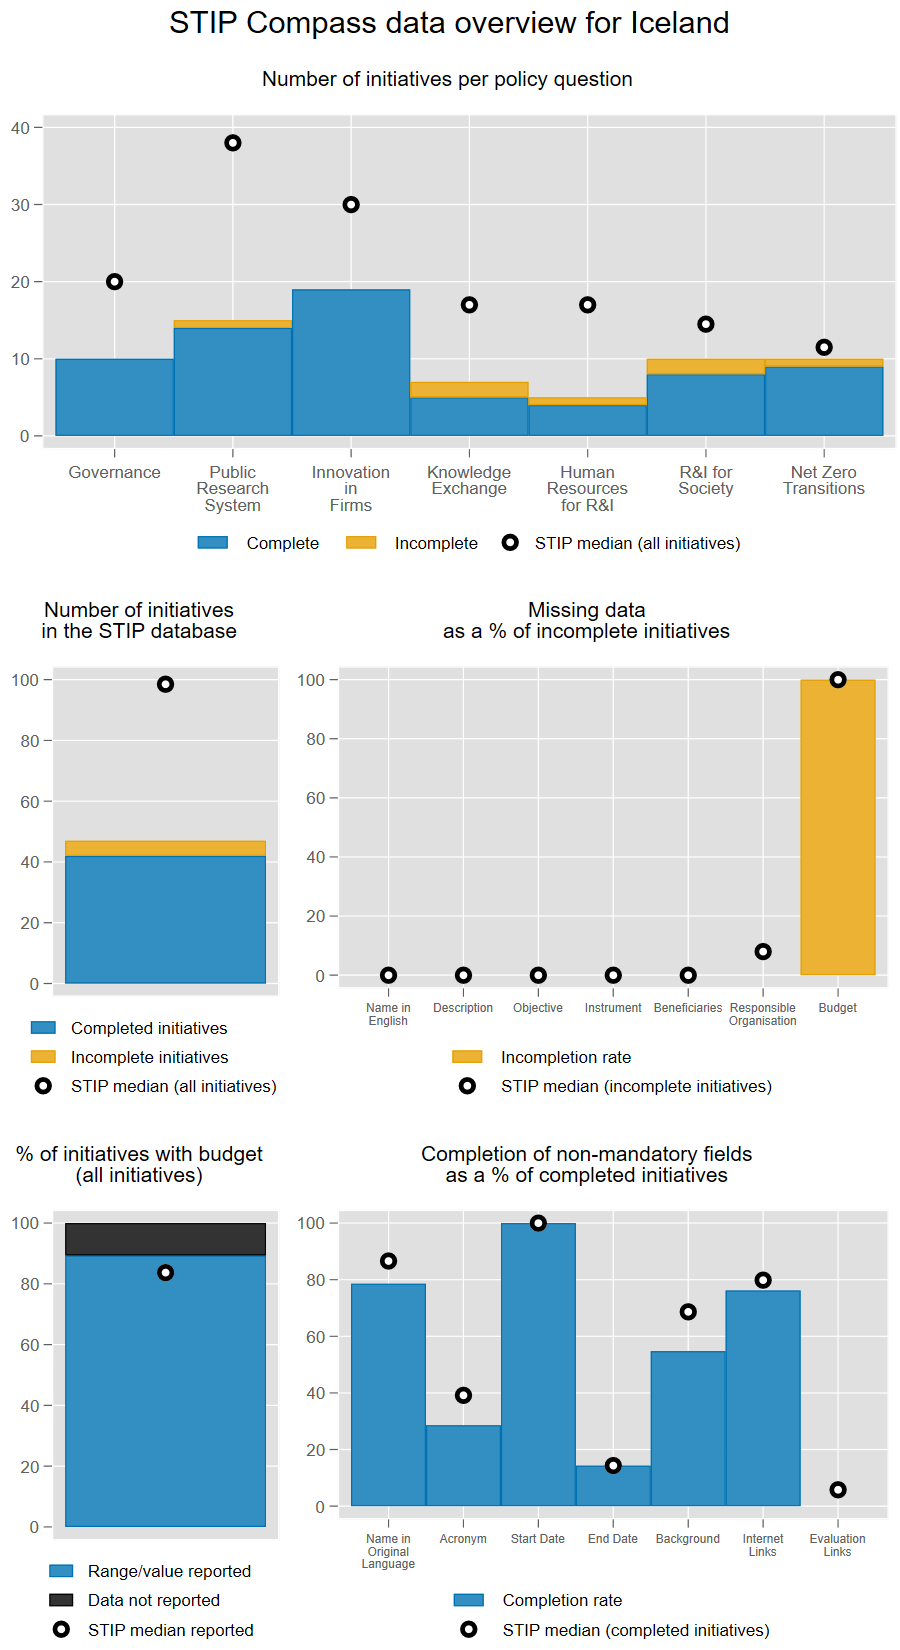 STIP Compass data overview for Iceland
Number of initiatives per policy question
40
30
20
10
0
Governance
Public
Research
System
Innovation
in
Firms
Knowledge
Exchange
Human
Resources
for R&I
R&I for
Society
Net Zero
Transitions
Complete
Incomplete
STIP median (all initiatives)
Number of initiatives
in the STIP database
100
80
60
40
20
0
Completed initiatives
Incomplete initiatives
STIP median (all initiatives)
Missing data
as a % of incomplete initiatives
100
80
60
40
20
0
Name in
English
Description
Objective
Instrument
Beneficiaries
Responsible
Organisation
Budget
Incompletion rate
STIP median (incomplete initiatives)
% of initiatives with budget
(all initiatives)
100
80
60
40
20
0
Range/value reported
Data not reported
STIP median reported
Completion of non-mandatory fields
as a % of completed initiatives
100
80
60
40
20
0
Name in
Original
Language
Acronym
Start Date
End Date
Background
Internet
Links
Evaluation
Links
Completion rate
STIP median (completed initiatives)